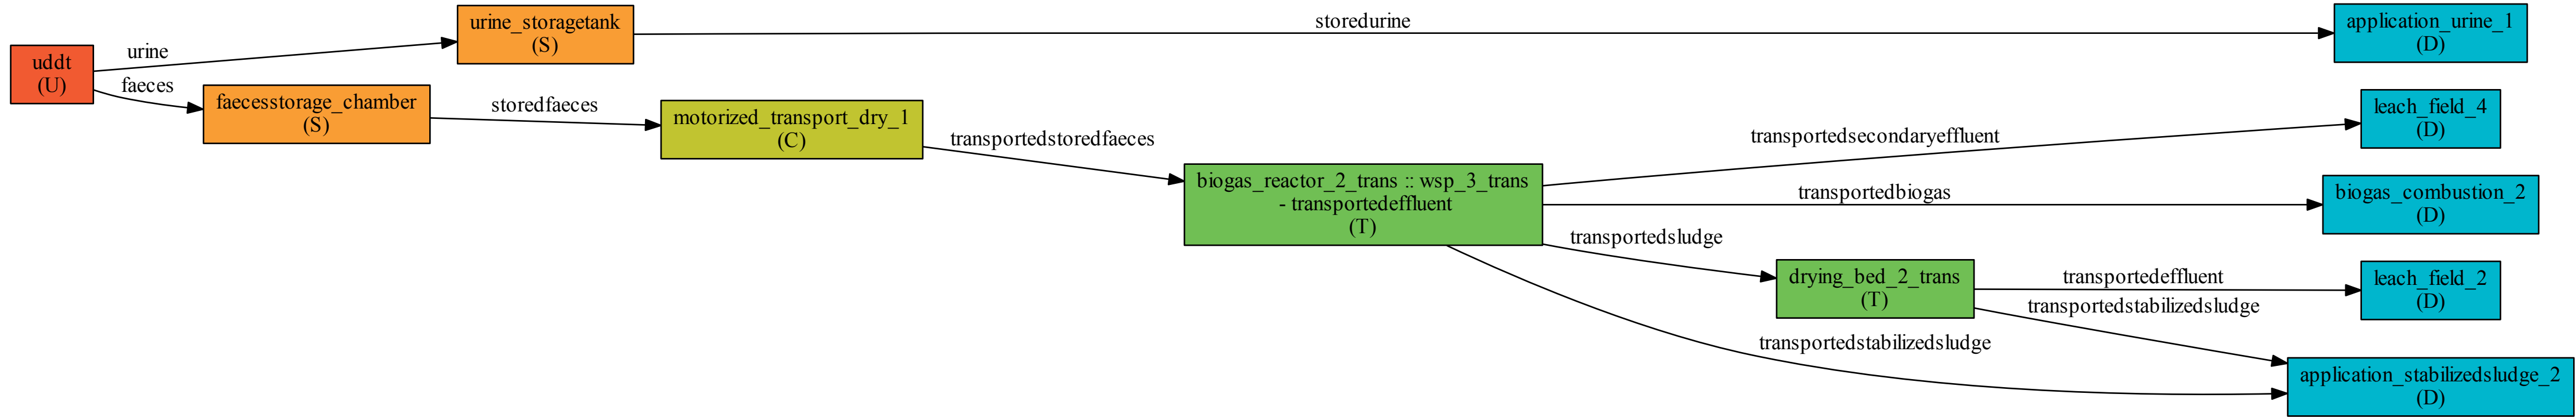 uddt
(U)
urine
faeces
urine_storagetank
(S)
faecesstorage_chamber
(S)
storedurine
storedfaeces
motorized_transport_dry_1
(C)
transportedstoredfaeces
biogas_reactor_2_trans :: wsp_3_trans
- transportedeffluent
(T)
transportedsecondaryeffluent
transportedbiogas
transportedsludge
transportedstabilizedsludge
drying_bed_2_trans
(T)
transportedeffluent
transportedstabilizedsludge
application_urine_1
(D)
leach_field_4
(D)
biogas_combustion_2
(D)
leach_field_2
(D)
application_stabilizedsludge_2
(D)